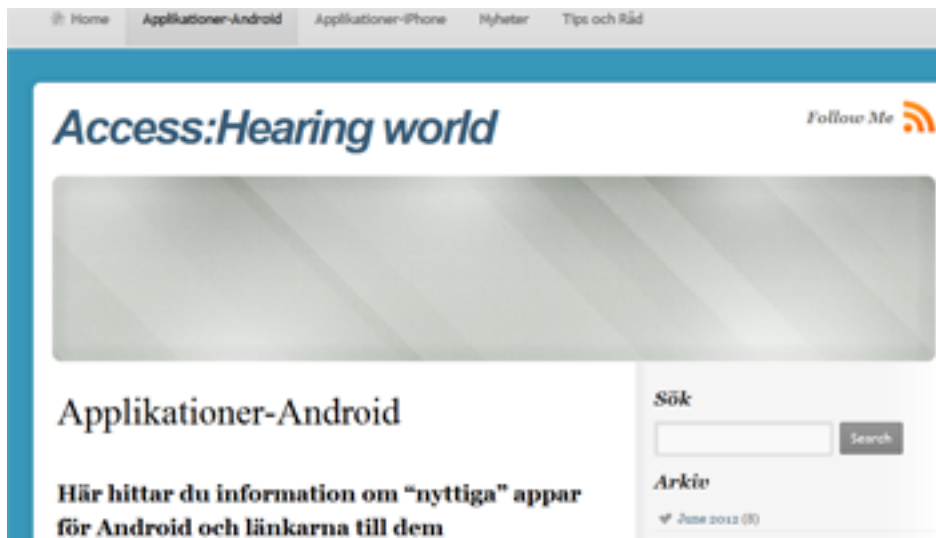 Home Applikationer-Android Applikationer-iPhone Nyheter Tips och Råd
Access:Hearing world
Follow Me
Applikationer-Android
Här hittar du information om “nyttiga” appar
för Android och länkarna till dem
Sök
Search
Arkiv
June 2012 (8)